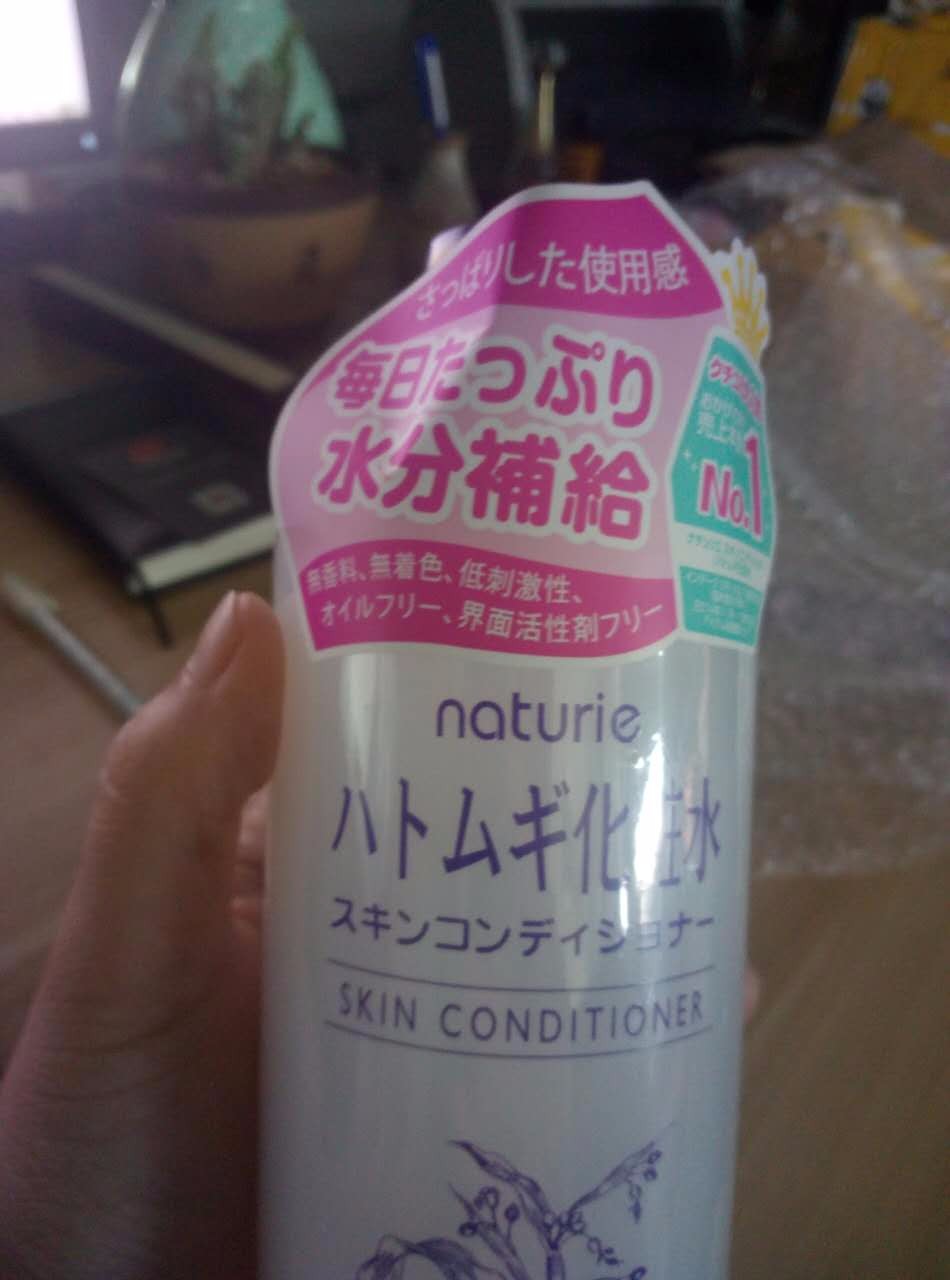 さっぱりした使用感
毎日たっぷり
水分補給
無香料、無着色、低刺激性、
オイルフリー、界面活性剤フリー
売上
No.1
naturie
ハトムギ化粧水
スキンコンディショナー
SKIN CONDITIONER